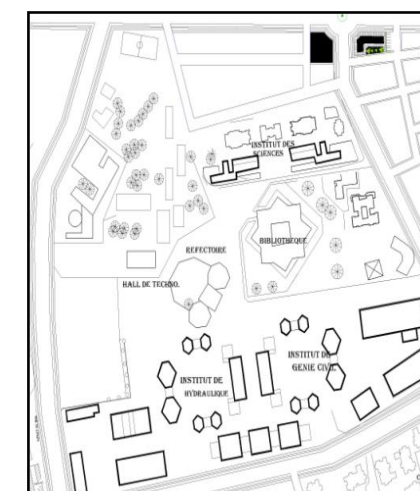 INSTITUT DES
SCIENCES
REFECTOIRE
BIBLIOTHEQUE
HALL DE TECHNO.
INSTITUT DE
GENIE CIVIL
INSTITUT DE
HYDRAULIQUE